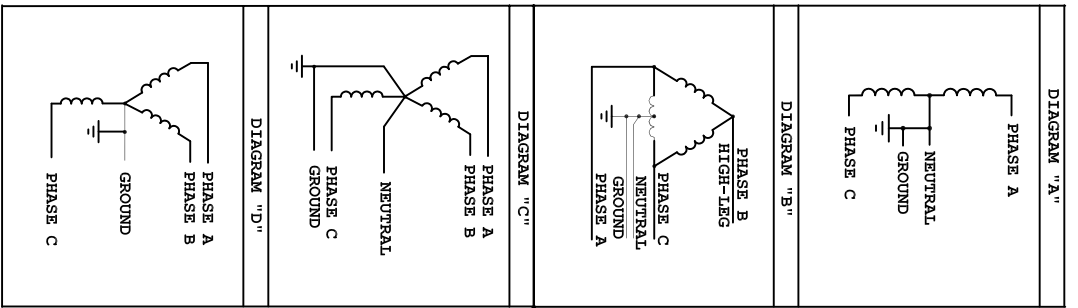 DIAGRAM "A"
PHASE A
NEUTRAL
GROUND
PHASE C
DIAGRAM "B"
PHASE B
HIGH-LEG
PHASE C
NEUTRAL
GROUND
PHASE A
DIAGRAM "C"
PHASE A
PHASE B
NEUTRAL
PHASE C
GROUND
DIAGRAM "D"
PHASE A
PHASE B
GROUND
PHASE C